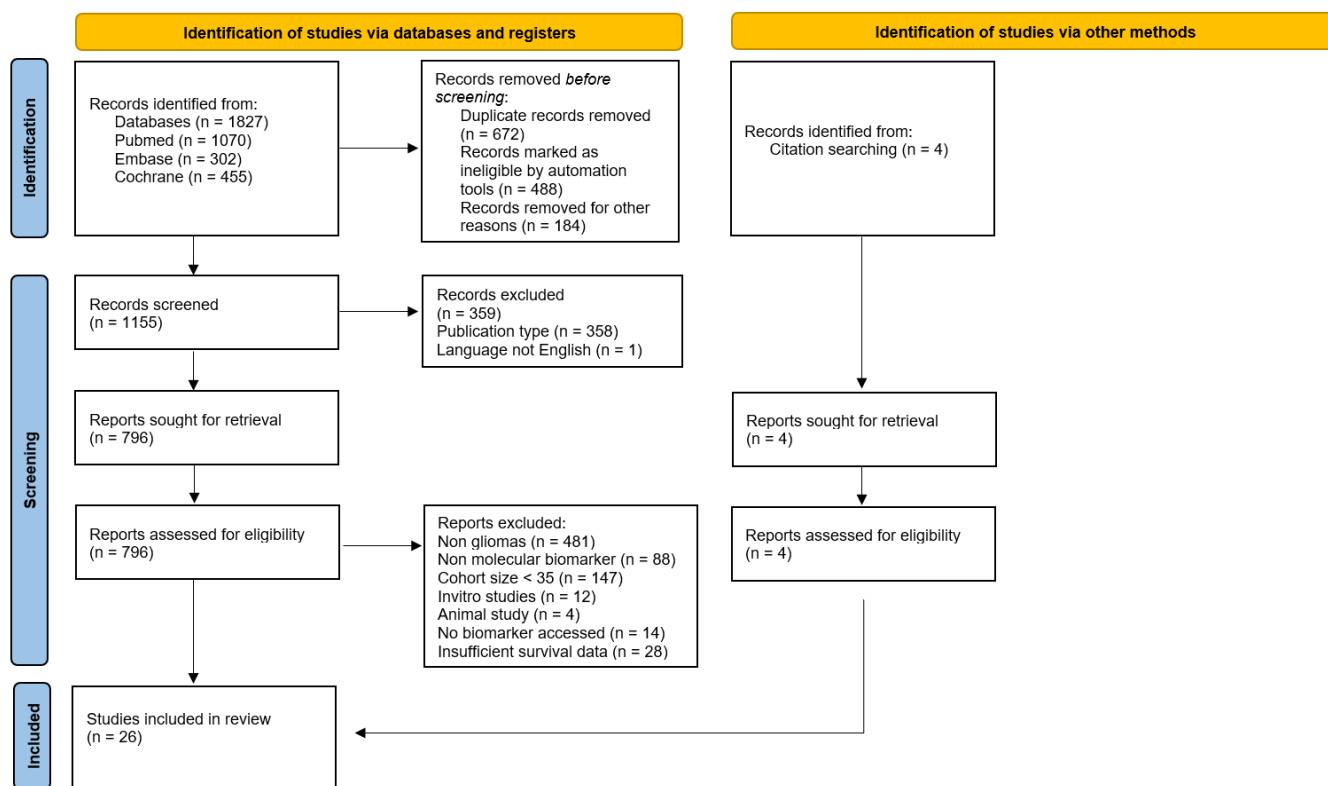 Identification of studies via databases and registers
Identification of studies via other methods
Identification
Records identified from:
Databases (n = 1827)
Pubmed (n = 1070)
Embase (n = 302)
Cochrane (n = 455)
Records removed before
screening:
Duplicate records removed
(n = 672)
Records marked as
ineligible by automation
tools (n = 488)
Records removed for other
reasons (n = 184)
Records identified from:
Citation searching (n = 4)
Screening
Records screened
(n = 1155)
Records excluded
(n = 359)
Publication type (n = 358)
Language not English (n = 1)
Reports sought for retrieval
(n = 796)
Reports sought for retrieval
(n = 4)
Reports assessed for eligibility
(n = 796)
Reports excluded:
Non gliomas (n = 481)
Non molecular biomarker (n = 88)
Cohort size < 35 (n = 147)
Invitro studies (n = 12)
Animal study (n = 4)
No biomarker accessed (n = 14)
Insufficient survival data (n = 28)
Reports assessed for eligibility
(n = 4)
Included
Studies included in review
(n = 26)